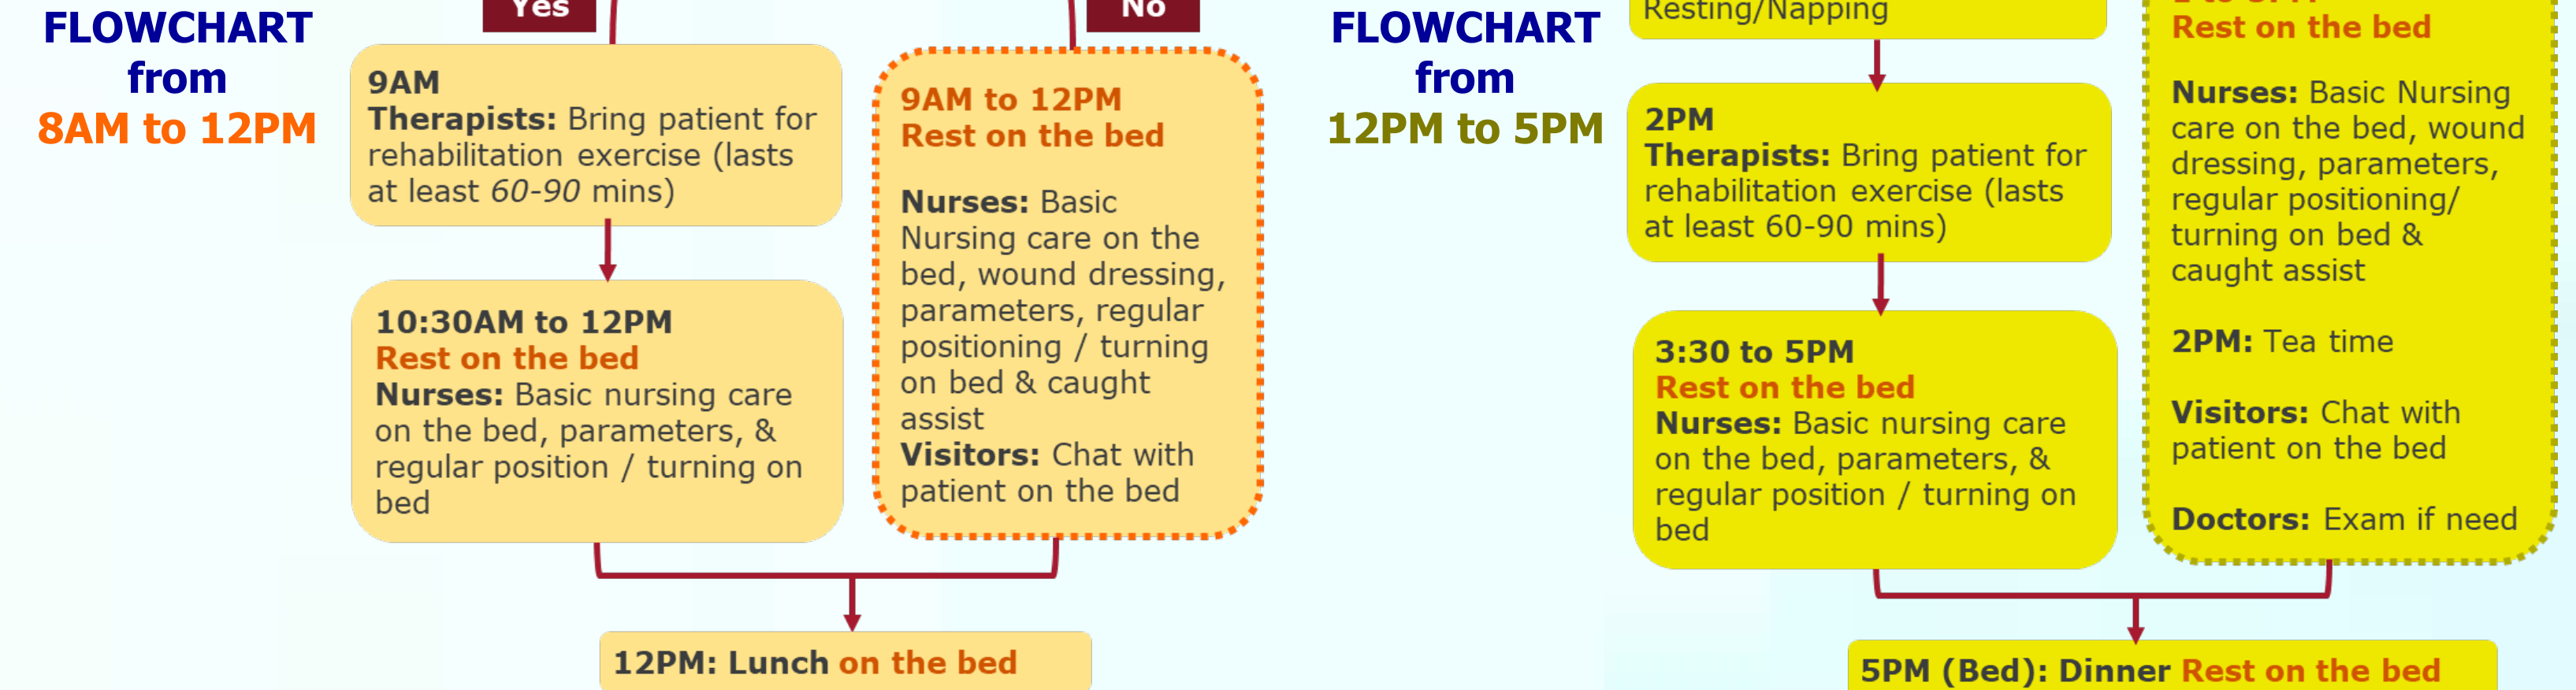 FLOWCHART
from
8AM to 12PM
Yes
9AM
Therapists: Bring patient for
rehabilitation exercise (lasts
at least 60-90 mins)
10:30AM to 12PM
Rest on the bed
Nurses: Basic nursing care
on the bed, parameters, &
regular position / turning on
bed
No
9AM to 12PM
Rest on the bed
Nurses: Basic
Nursing care on the
bed, wound dressing,
parameters, regular
positioning / turning
on bed & caught
assist
Visitors: Chat with
patient on the bed
12PM: Lunch on the bed
FLOWCHART
from
12PM to 5PM
Resting/Napping
2PM
Therapists: Bring patient for
rehabilitation exercise (lasts
at least 60-90 mins)
3:30 to 5PM
Rest on the bed
Nurses: Basic nursing care
on the bed, parameters, &
regular position / turning on
bed
Rest on the bed
Nurses: Basic Nursing
care on the bed, wound
dressing, parameters,
regular positioning/
turning on bed &
caught assist
2PM: Tea time
Visitors: Chat with
patient on the bed
Doctors: Exam if need
5PM (Bed): Dinner Rest on the bed